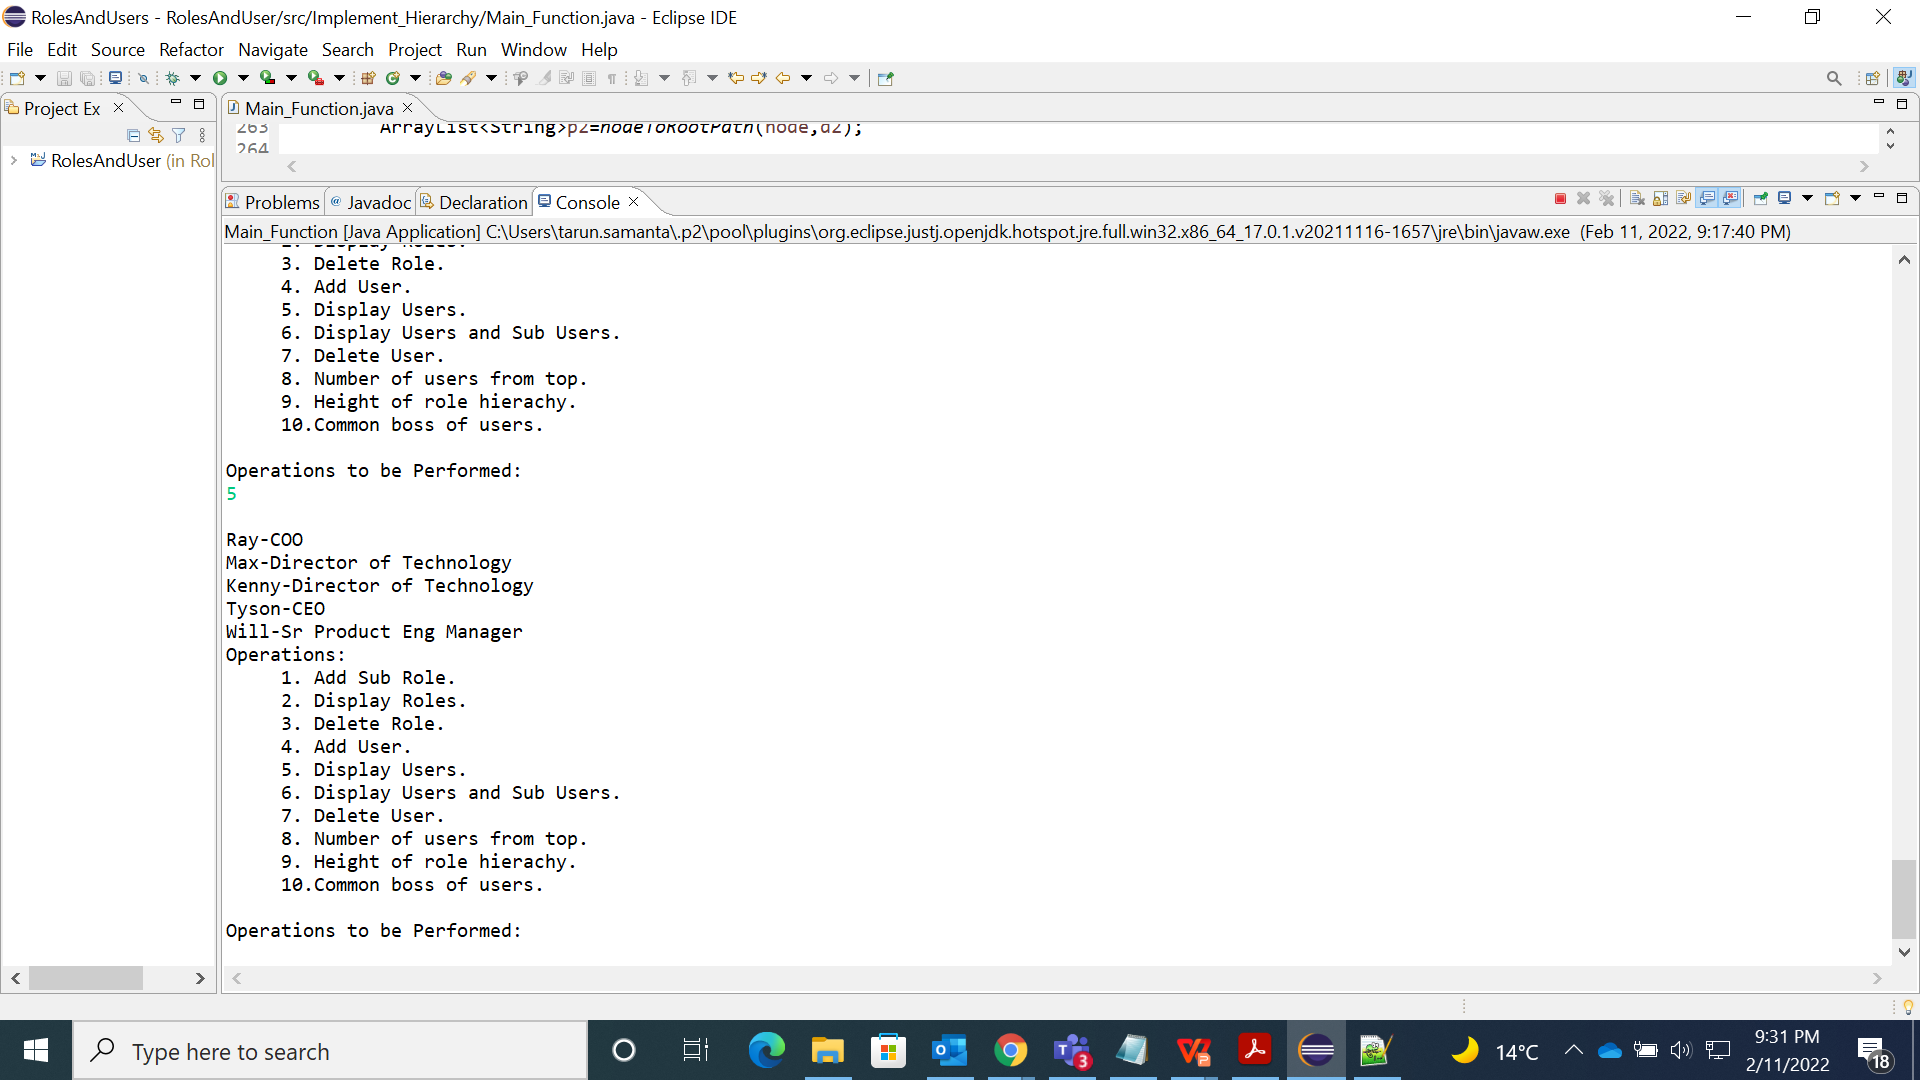 RolesAndUsers - RolesAndUser/src/Implement_Hierarchy/Main_Function.java - Eclipse IDE
File Edit Source Refactor Navigate Search Project Run Window Help
Project Ex
Main_Function.java
RolesAndUser (in Rol
263 ArrayList<String>p2=nodeToRootPath(node,d2);
264
Problems @ Javadoc Declaration Console
Main_Function [Java Application] C:\Users\tarun.samanta\.p2\pool\plugins\org.eclipse.justj.openjdk.hotspot.jre.full.win32.x86_64_17.0.1.v20211116-1657\jre\bin\javaw.exe (Feb 11, 2022, 9:17:40 PM)
2. Display Roles.
3. Delete Role.
4. Add User.
5. Display Users.
6. Display Users and Sub Users.
7. Delete User.
8. Number of users from top.
9. Height of role hierachy.
10.Common boss of users.
Operations to be Performed:
5
Ray-COO
Max-Director of Technology
Kenny-Director of Technology
Tyson-CEO
Will-Sr Product Eng Manager
Operations:
1. Add Sub Role.
2. Display Roles.
3. Delete Role.
4. Add User.
5. Display Users.
6. Display Users and Sub Users.
7. Delete User.
8. Number of users from top.
9. Height of role hierachy.
10.Common boss of users.
Operations to be Performed:
Type here to search
3
14°C
9:31 PM
2/11/2022
18